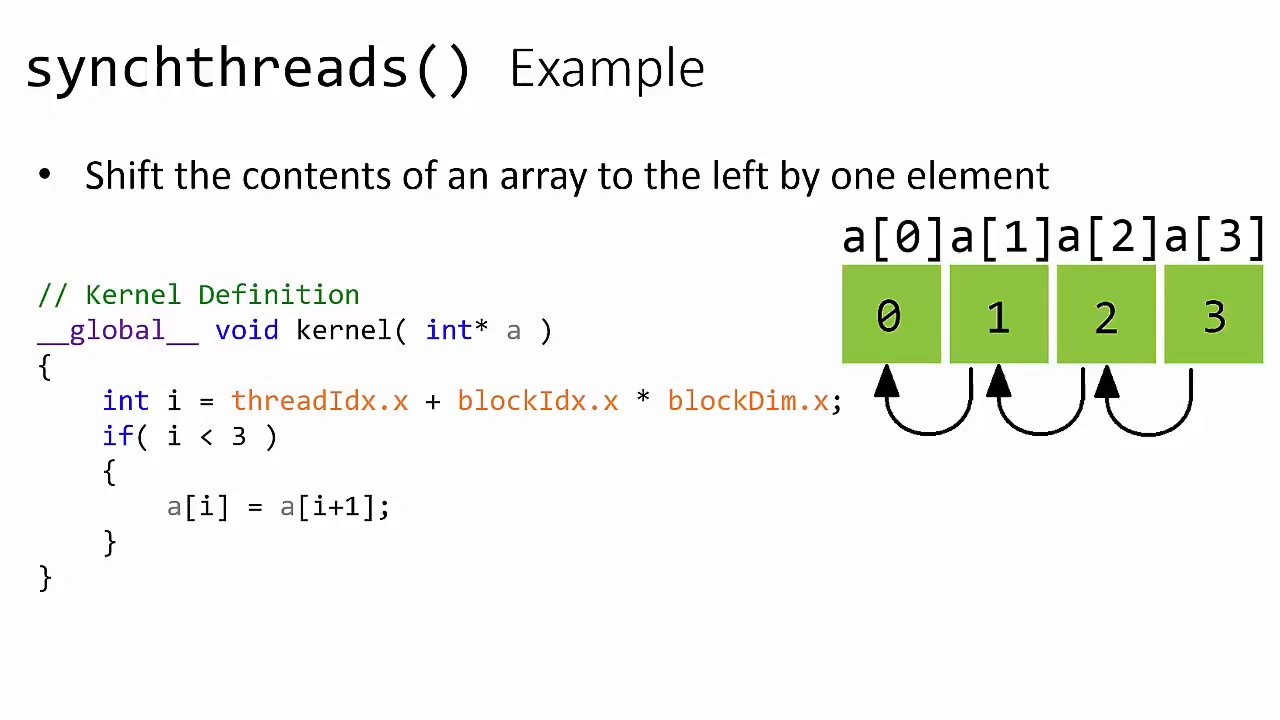 synchthreads() Example
• Shift the contents of an array to the left by one element
a[0] a[1] a[2] a[3]
0 1 2 3
// Kernel Definition
__global__ void kernel( int* a )
{
    int i = threadIdx.x + blockIdx.x * blockDim.x;
    if( i < 3 )
    {
        a[i] = a[i+1];
    }
}